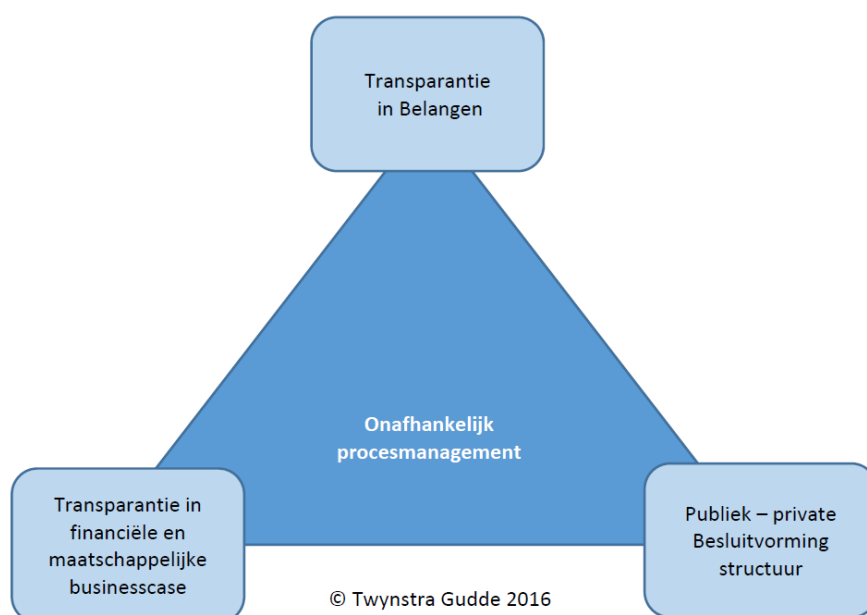 Transparantie
in Belangen
Onafhankelijk
procesmanagement
Transparantie in
financiële en
maatschappelijke
businesscase
Publiek – private
Besluitvorming
structuur
© Twynstra Gudde 2016